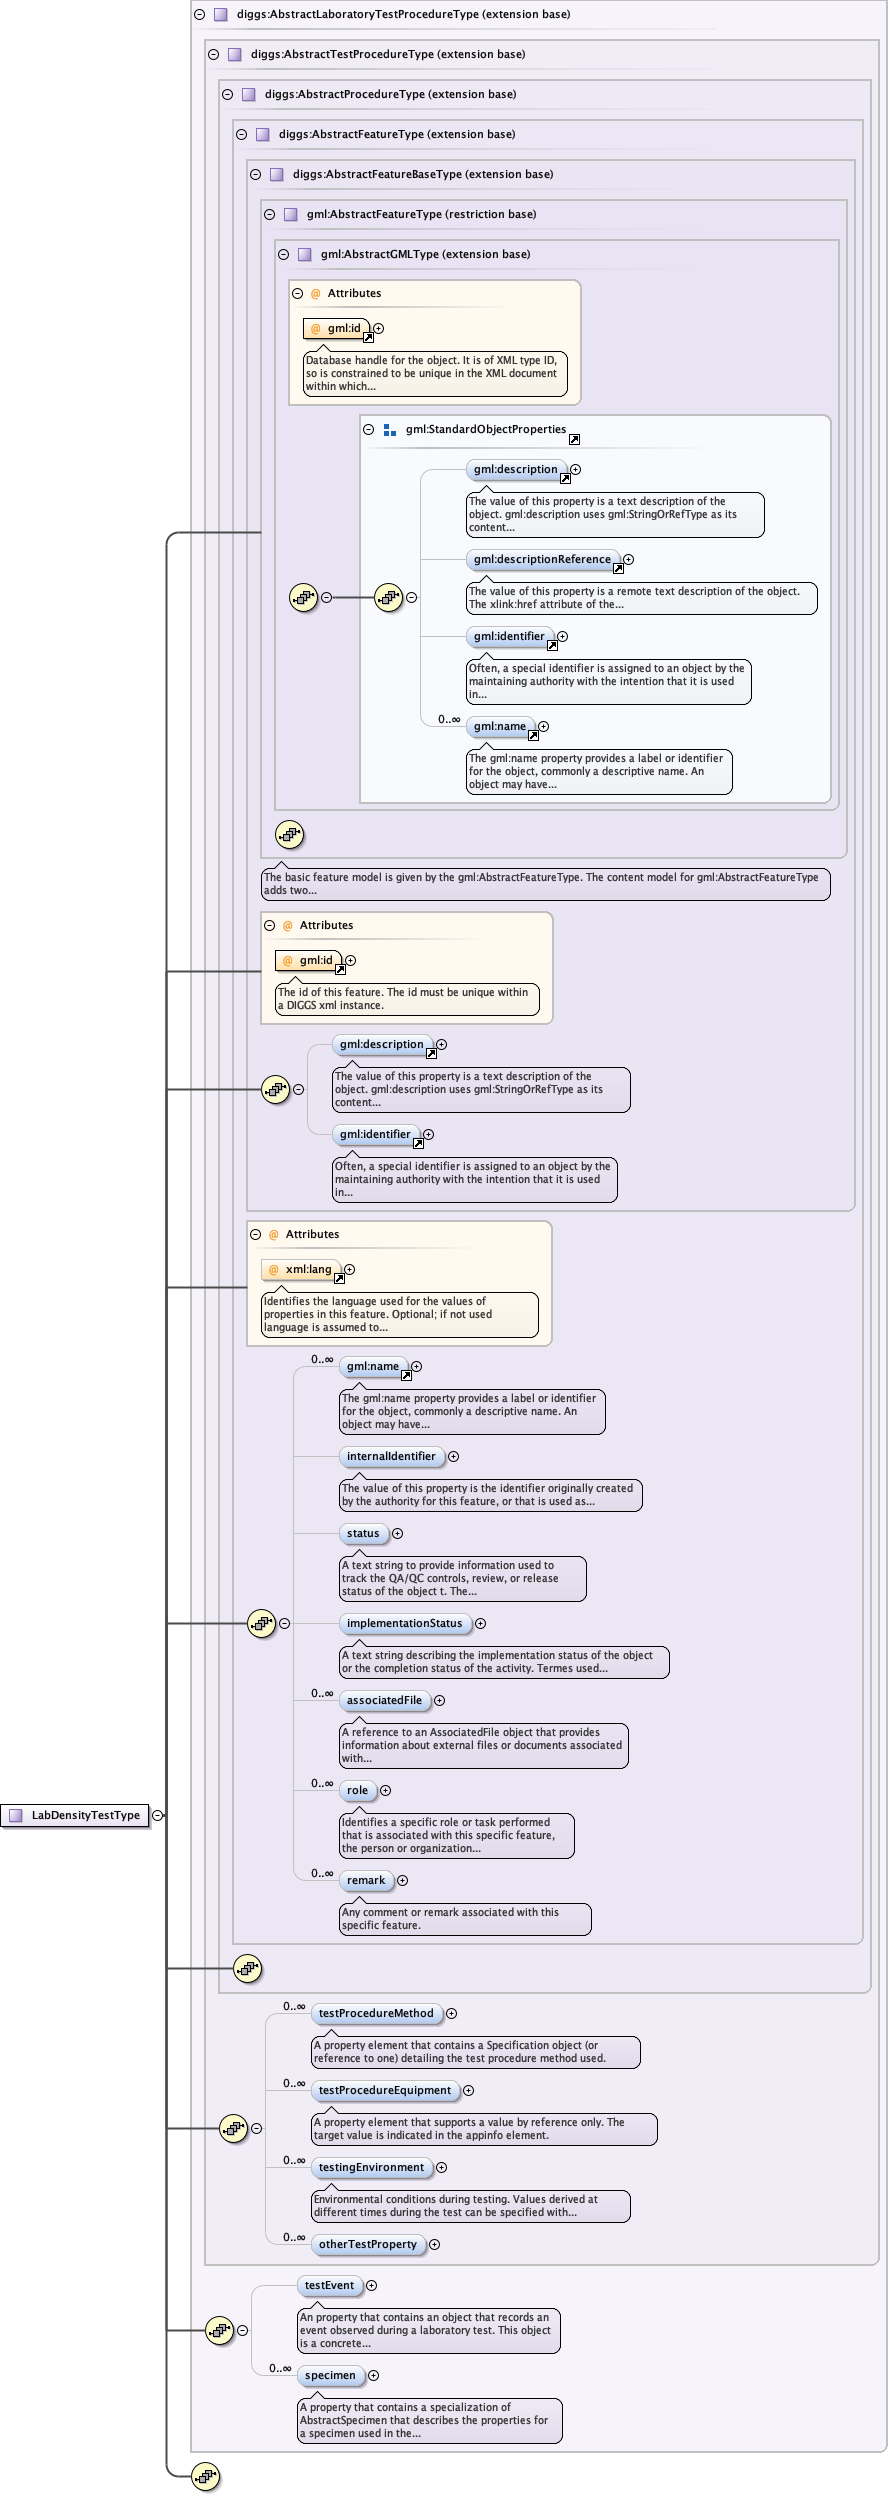 diggs:AbstractLaboratoryTestProcedureType (extension base)
diggs:AbstractTestProcedureType (extension base)
diggs:AbstractProcedureType (extension base)
diggs:AbstractFeatureType (extension base)
diggs:AbstractFeatureBaseType (extension base)
gml:AbstractFeatureType (restriction base)
gml:AbstractGMLType (extension base)
@ Attributes
@ gml:id
Database handle for the object. It is of XML type ID,
so is constrained to be unique in the XML document
within which...
gml:StandardObjectProperties
gml:description
The value of this property is a text description of the
object. gml:description uses gml:StringOrRefType as its
content...
gml:descriptionReference
The value of this property is a remote text description of the object.
The xlink:href attribute of the...
gml:identifier
Often, a special identifier is assigned to an object by the
maintaining authority with the intention that it is used
in...
0..∞
gml:name
The gml:name property provides a label or identifier
for the object, commonly a descriptive name. An
object may have...
The basic feature model is given by the gml:AbstractFeatureType. The content model for gml:AbstractFeatureType
adds two...
@ Attributes
@ gml:id
The id of this feature. The id must be unique within
a DIGGS xml instance.
gml:description
The value of this property is a text description of the
object. gml:description uses gml:StringOrRefType as its
content...
gml:identifier
Often, a special identifier is assigned to an object by the
maintaining authority with the intention that it is used
in...
@ Attributes
@ xml:lang
Identifies the language used for the values of
properties in this feature. Optional; if not used
language is assumed to...
0..∞
gml:name
The gml:name property provides a label or identifier
for the object, commonly a descriptive name. An
object may have...
internalIdentifier
The value of this property is the identifier originally created
by the authority for this feature, or that is used as...
status
A text string to provide information used to
track the QA/QC controls, review, or release
status of the object t. The...
implementationStatus
A text string describing the implementation status of the object
or the completion status of the activity. Termes used...
0..∞
associatedFile
A reference to an AssociatedFile object that provides
information about external files or documents associated
with...
0..∞
role
Identifies a specific role or task performed
that is associated with this specific feature,
the person or organization...
LabDensityTestType
0..∞
remark
Any comment or remark associated with this
specific feature.
0..∞
testProcedureMethod
A property element that contains a Specification object (or
reference to one) detailing the test procedure method used.
0..∞
testProcedureEquipment
A property element that supports a value by reference only. The
target value is indicated in the appinfo element.
0..∞
testingEnvironment
Environmental conditions during testing. Values derived at
different times during the test can be specified with...
0..∞
otherTestProperty
testEvent
An property that contains an object that records an
event observed during a laboratory test. This object
is a concrete...
0..∞
specimen
A property that contains a specialization of
AbstractSpecimen that describes the properties for
a specimen used in the...